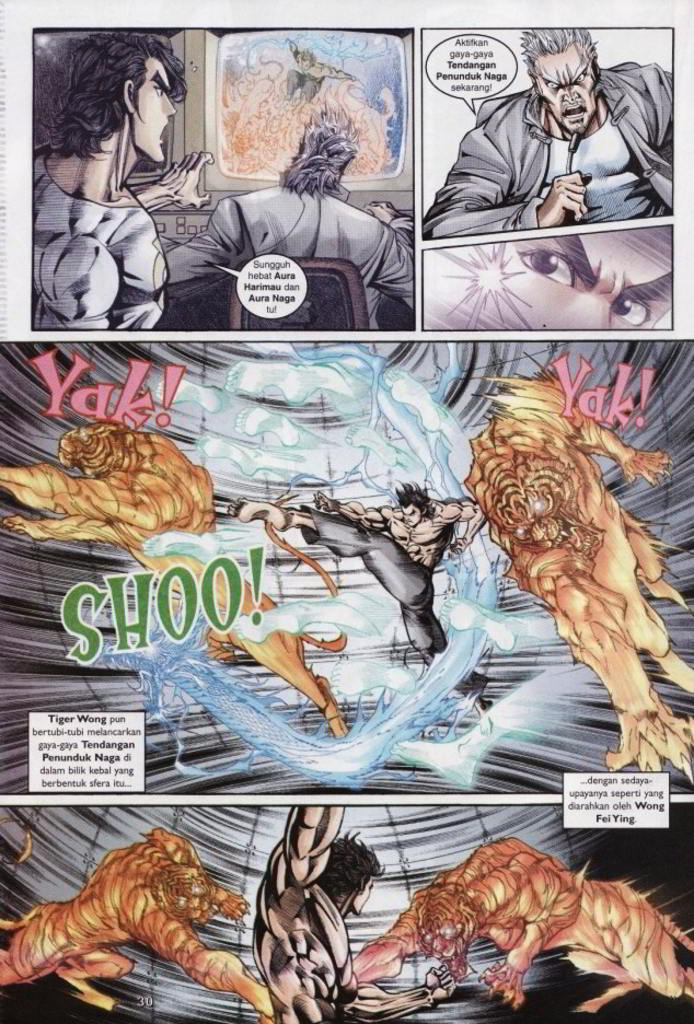 Sungguh
hebat Aura
Harimau dan
Aura Naga
tu!
Aktifkan
gaya-gaya
Tendangan
Penunduk Naga
sekarang!
Yak!
Yak!
SHOO!
Tiger Wong pun
bertubi-tubi melancarkan
gaya-gaya Tendangan
Penunduk Naga di
dalam bilik kebal yang
berbentuk sfera itu...
...dengan sedaya-
upayanya seperti yang
diarahkan oleh Wong
Fei Ying.
30